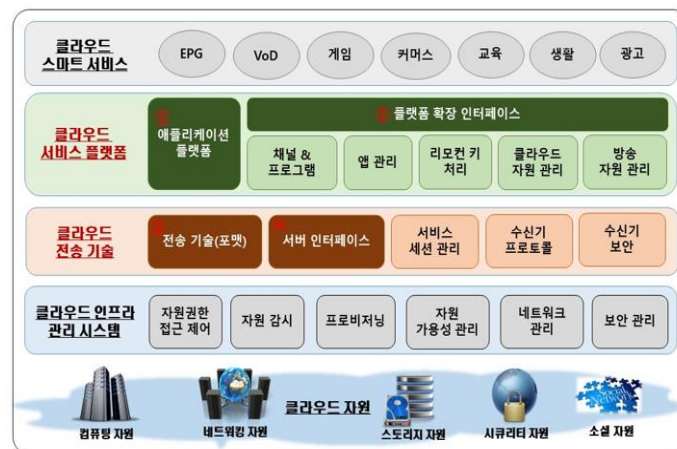 클라우드
스마트 서비스
EPG
VoD
게임
커머스
교육
생활
광고
클라우드
서비스 플랫폼
애플리케이션
플랫폼
플랫폼 확장 인터페이스
채널 &
프로그램
앱 관리
리모컨 키
처리
클라우드
자원 관리
방송
자원 관리
클라우드
전송 기술
전송 기술(포맷)
서버 인터페이스
서비스
세션 관리
수신기
프로토콜
수신기
보안
클라우드 인프라
관리 시스템
자원권한
접근 제어
자원 감시
프로비저닝
자원
가용성 관리
네트워크
관리
보안 관리
클라우드 자원
컴퓨팅 자원
네트워킹 자원
스토리지 자원
시큐리티 자원
소셜 자원